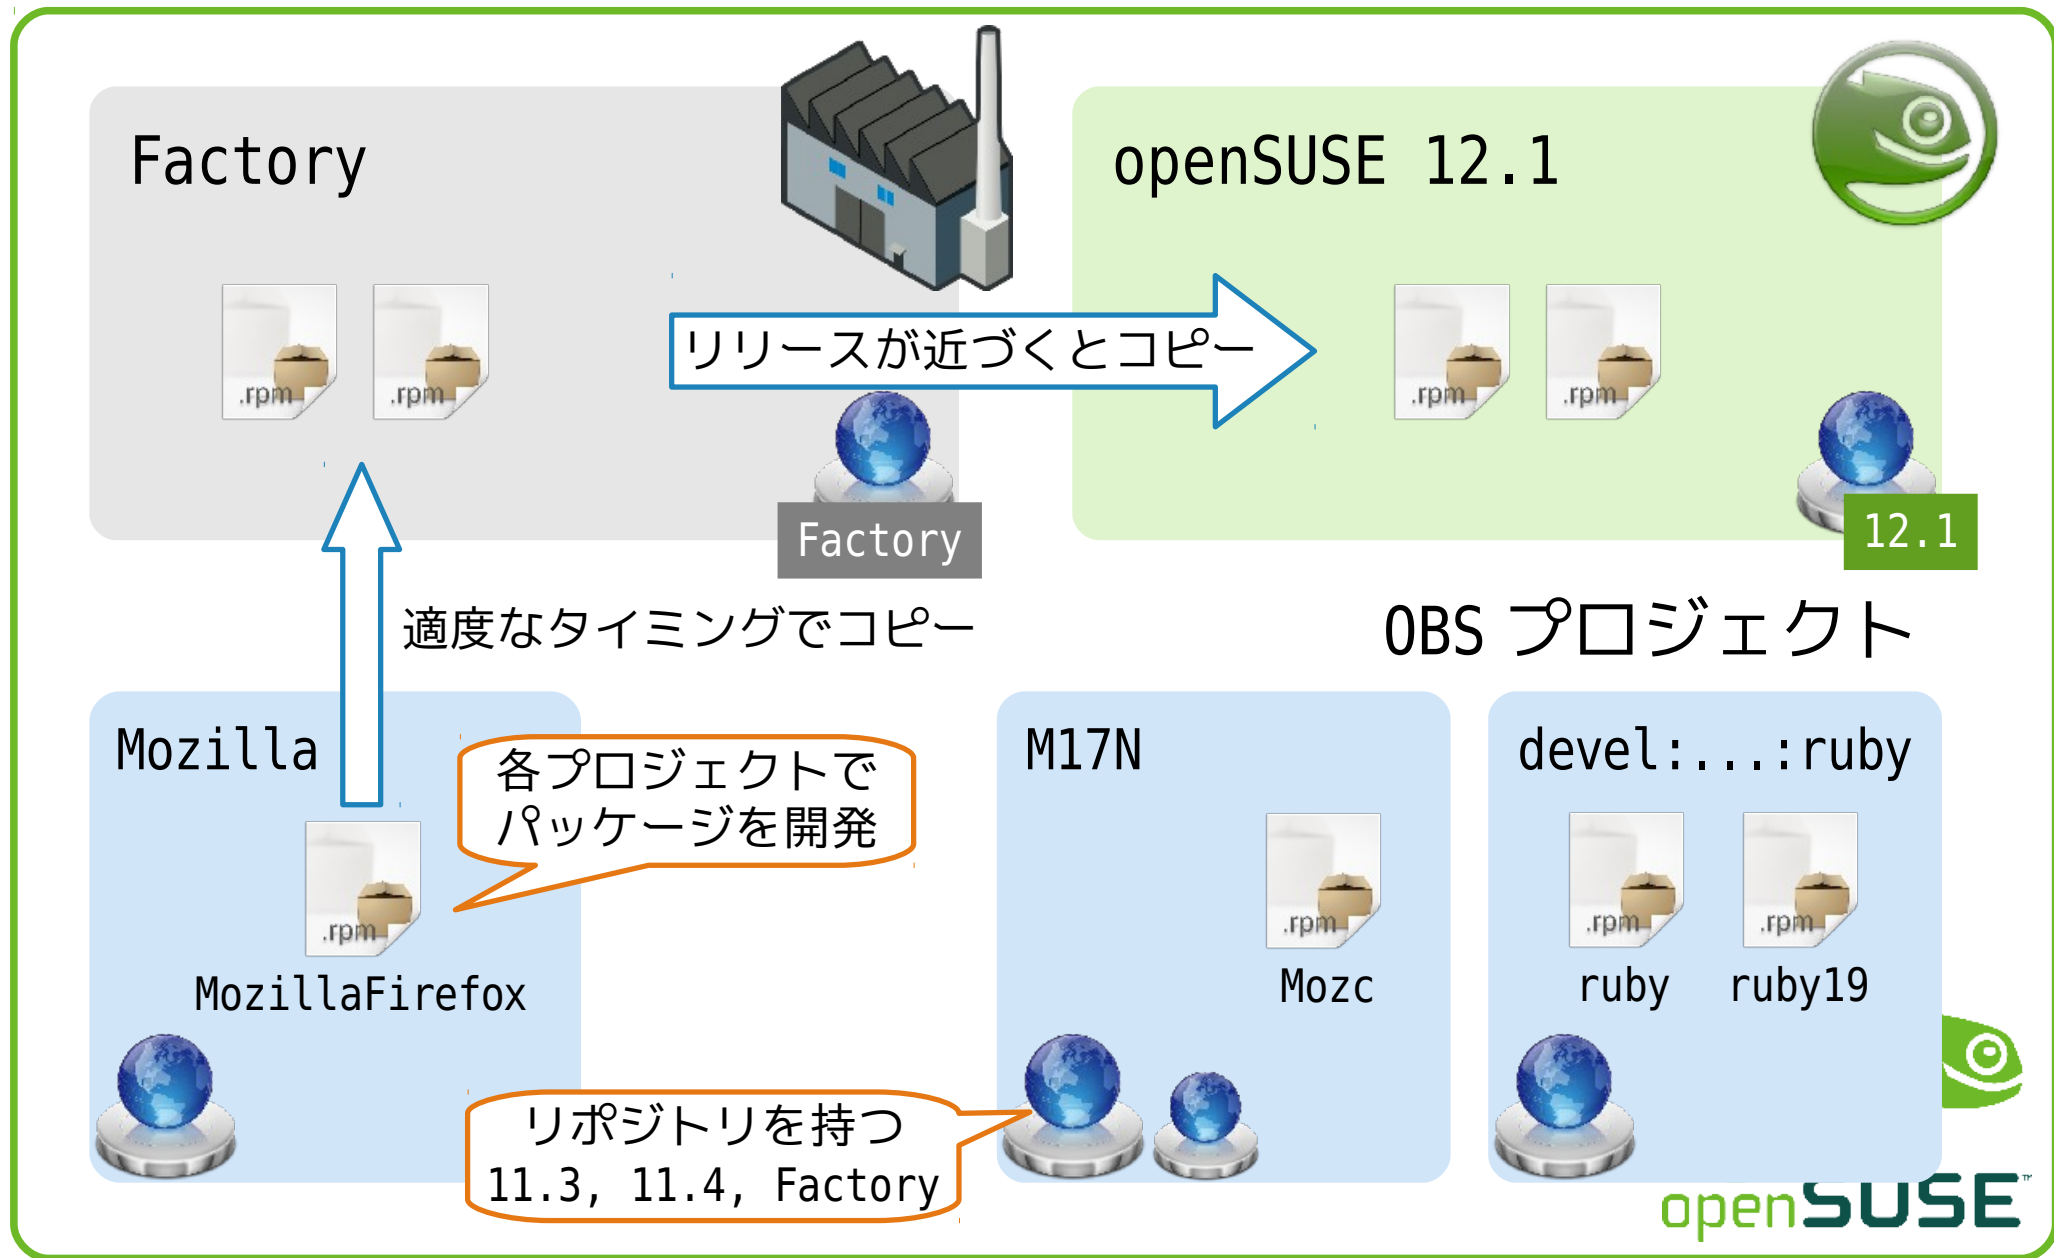 Factory
openSUSE 12.1
.rpm
.rpm
リリースが近づくとコピー
.rpm
.rpm
Factory
12.1
適度なタイミングでコピー
OBS プロジェクト
Mozilla
各プロジェクトで
パッケージを開発
.rpm
MozillaFirefox
M17N
.rpm
Mozc
devel:...:ruby
.rpm
.rpm
ruby
ruby19
リポジトリを持つ
11.3, 11.4, Factory
openSUSE™